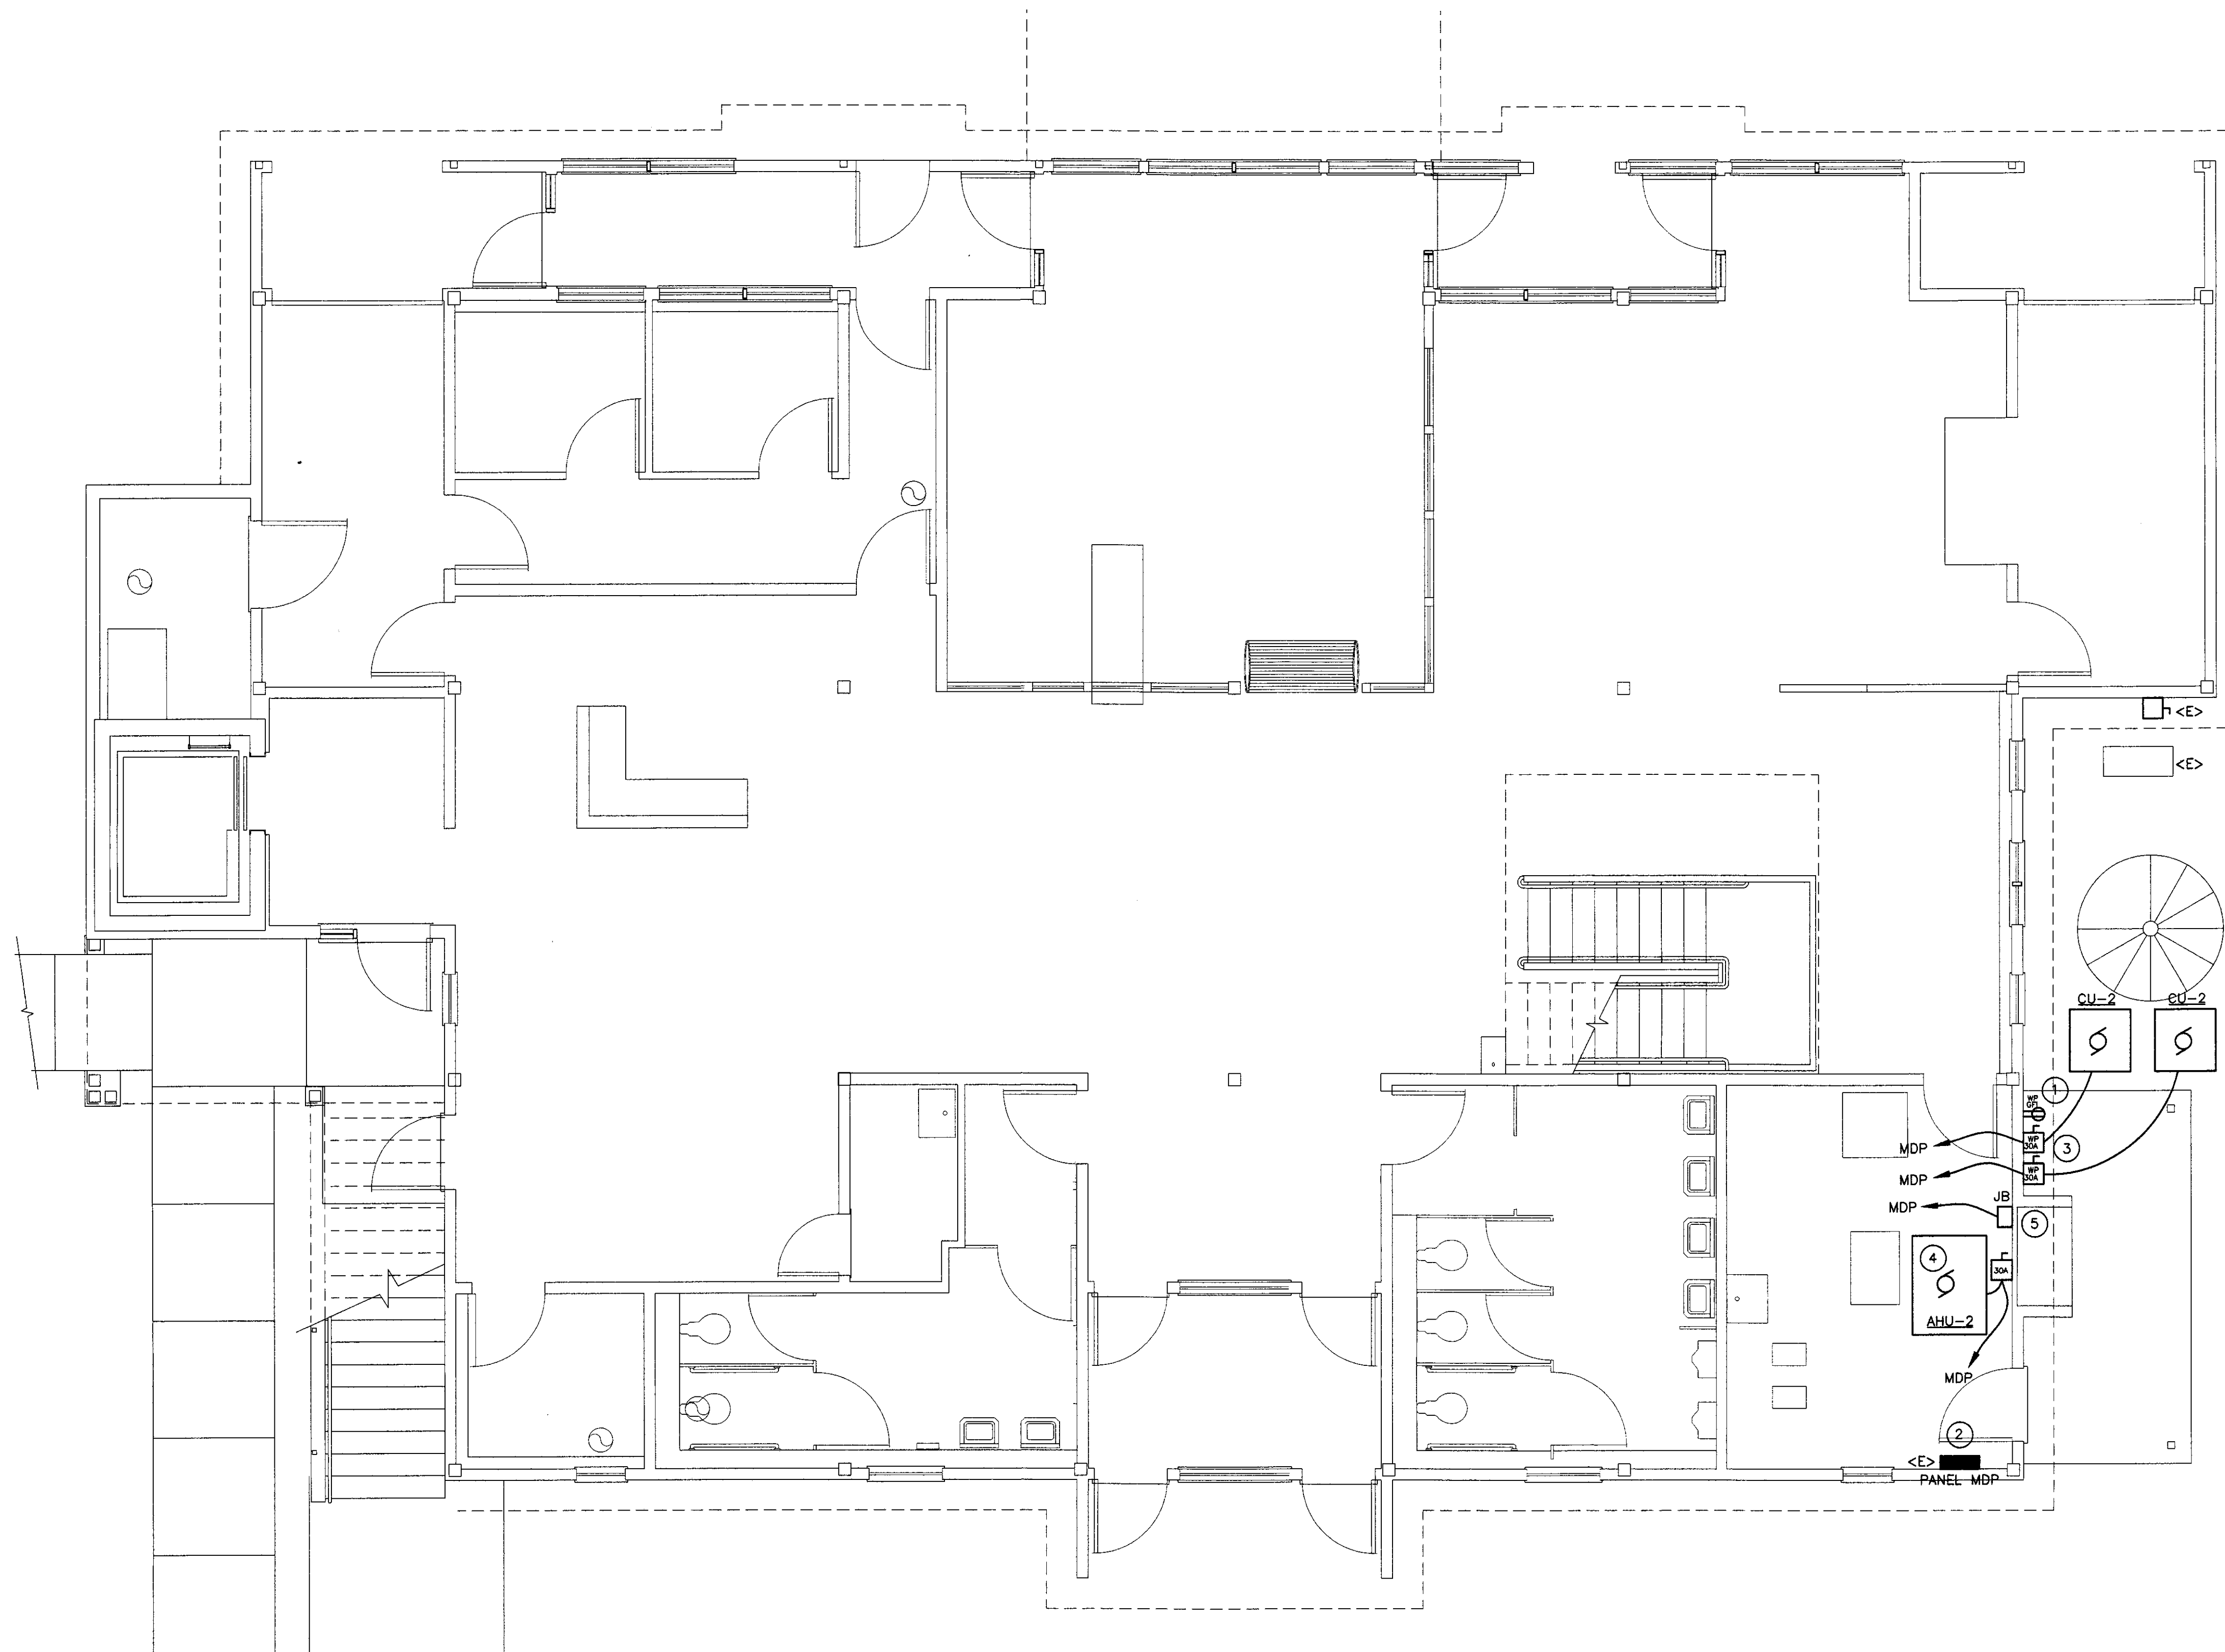 <E>
<E>
CU-2
CU-2
1
WP
GFI
MDP
WP
30A
3
MDP
WP
30A
JB
MDP
5
4
30A
AHU-2
MDP
2
<E>
PANEL MDP